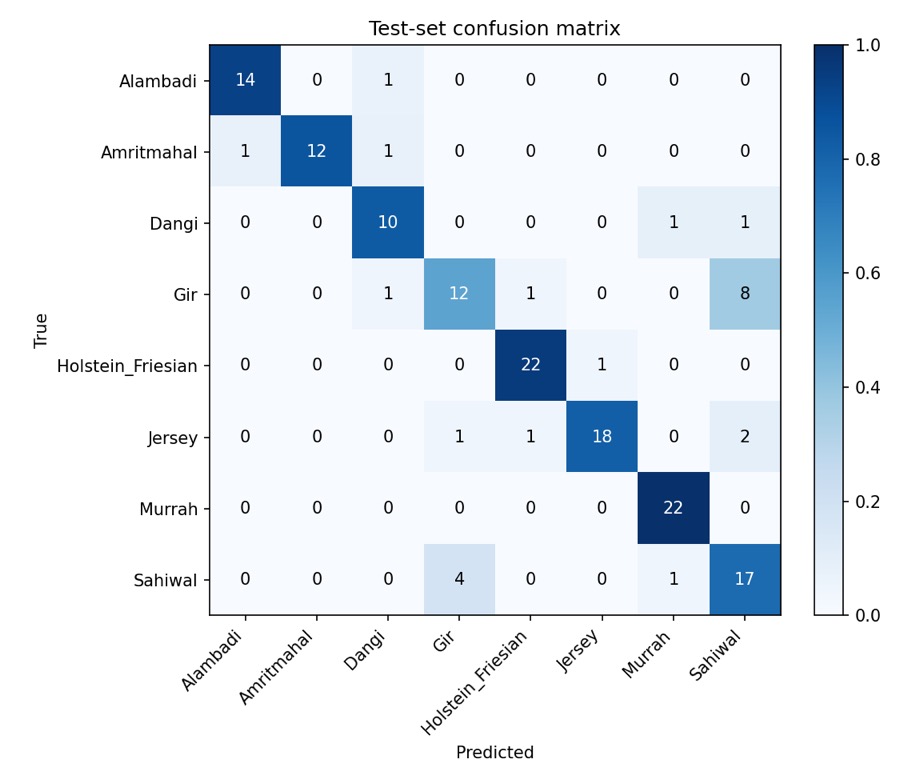 Test-set confusion matrix
Alambadi 14 0 1 0 0 0 0 0
Amritmahal 1 12 1 0 0 0 0 0
Dangi 0 0 10 0 0 0 1 1
Gir 0 0 1 12 1 0 0 8
Holstein_Friesian 0 0 0 0 22 1 0 0
Jersey 0 0 0 1 1 18 0 2
Murrah 0 0 0 0 0 0 22 0
Sahiwal 0 0 0 4 0 0 1 17
True
Alambadi Amritmahal Dangi Gir Holstein_Friesian Jersey Murrah Sahiwal
Predicted
1.0
0.8
0.6
0.4
0.2
0.0